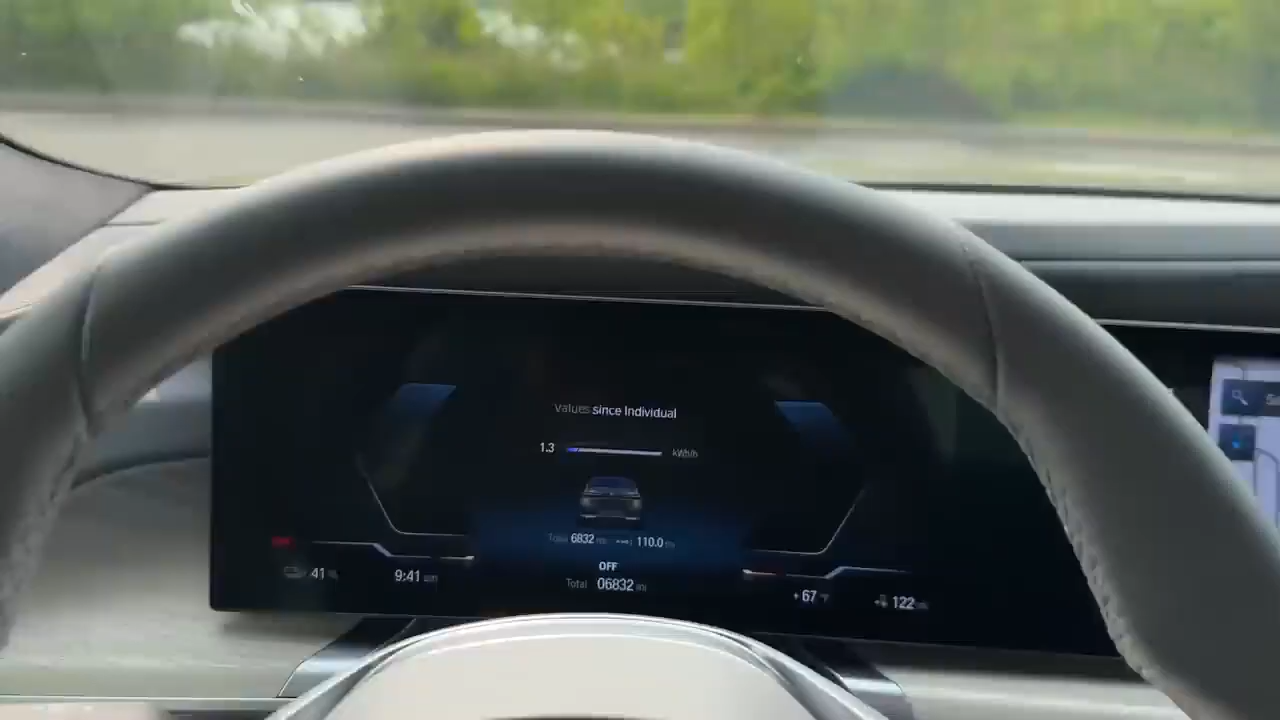 Values since Individual
1.3 kWh/h
Total 6832 110.0
OFF
Total 06832 mi
41 % 9:41 am
+67 °F 122 mi